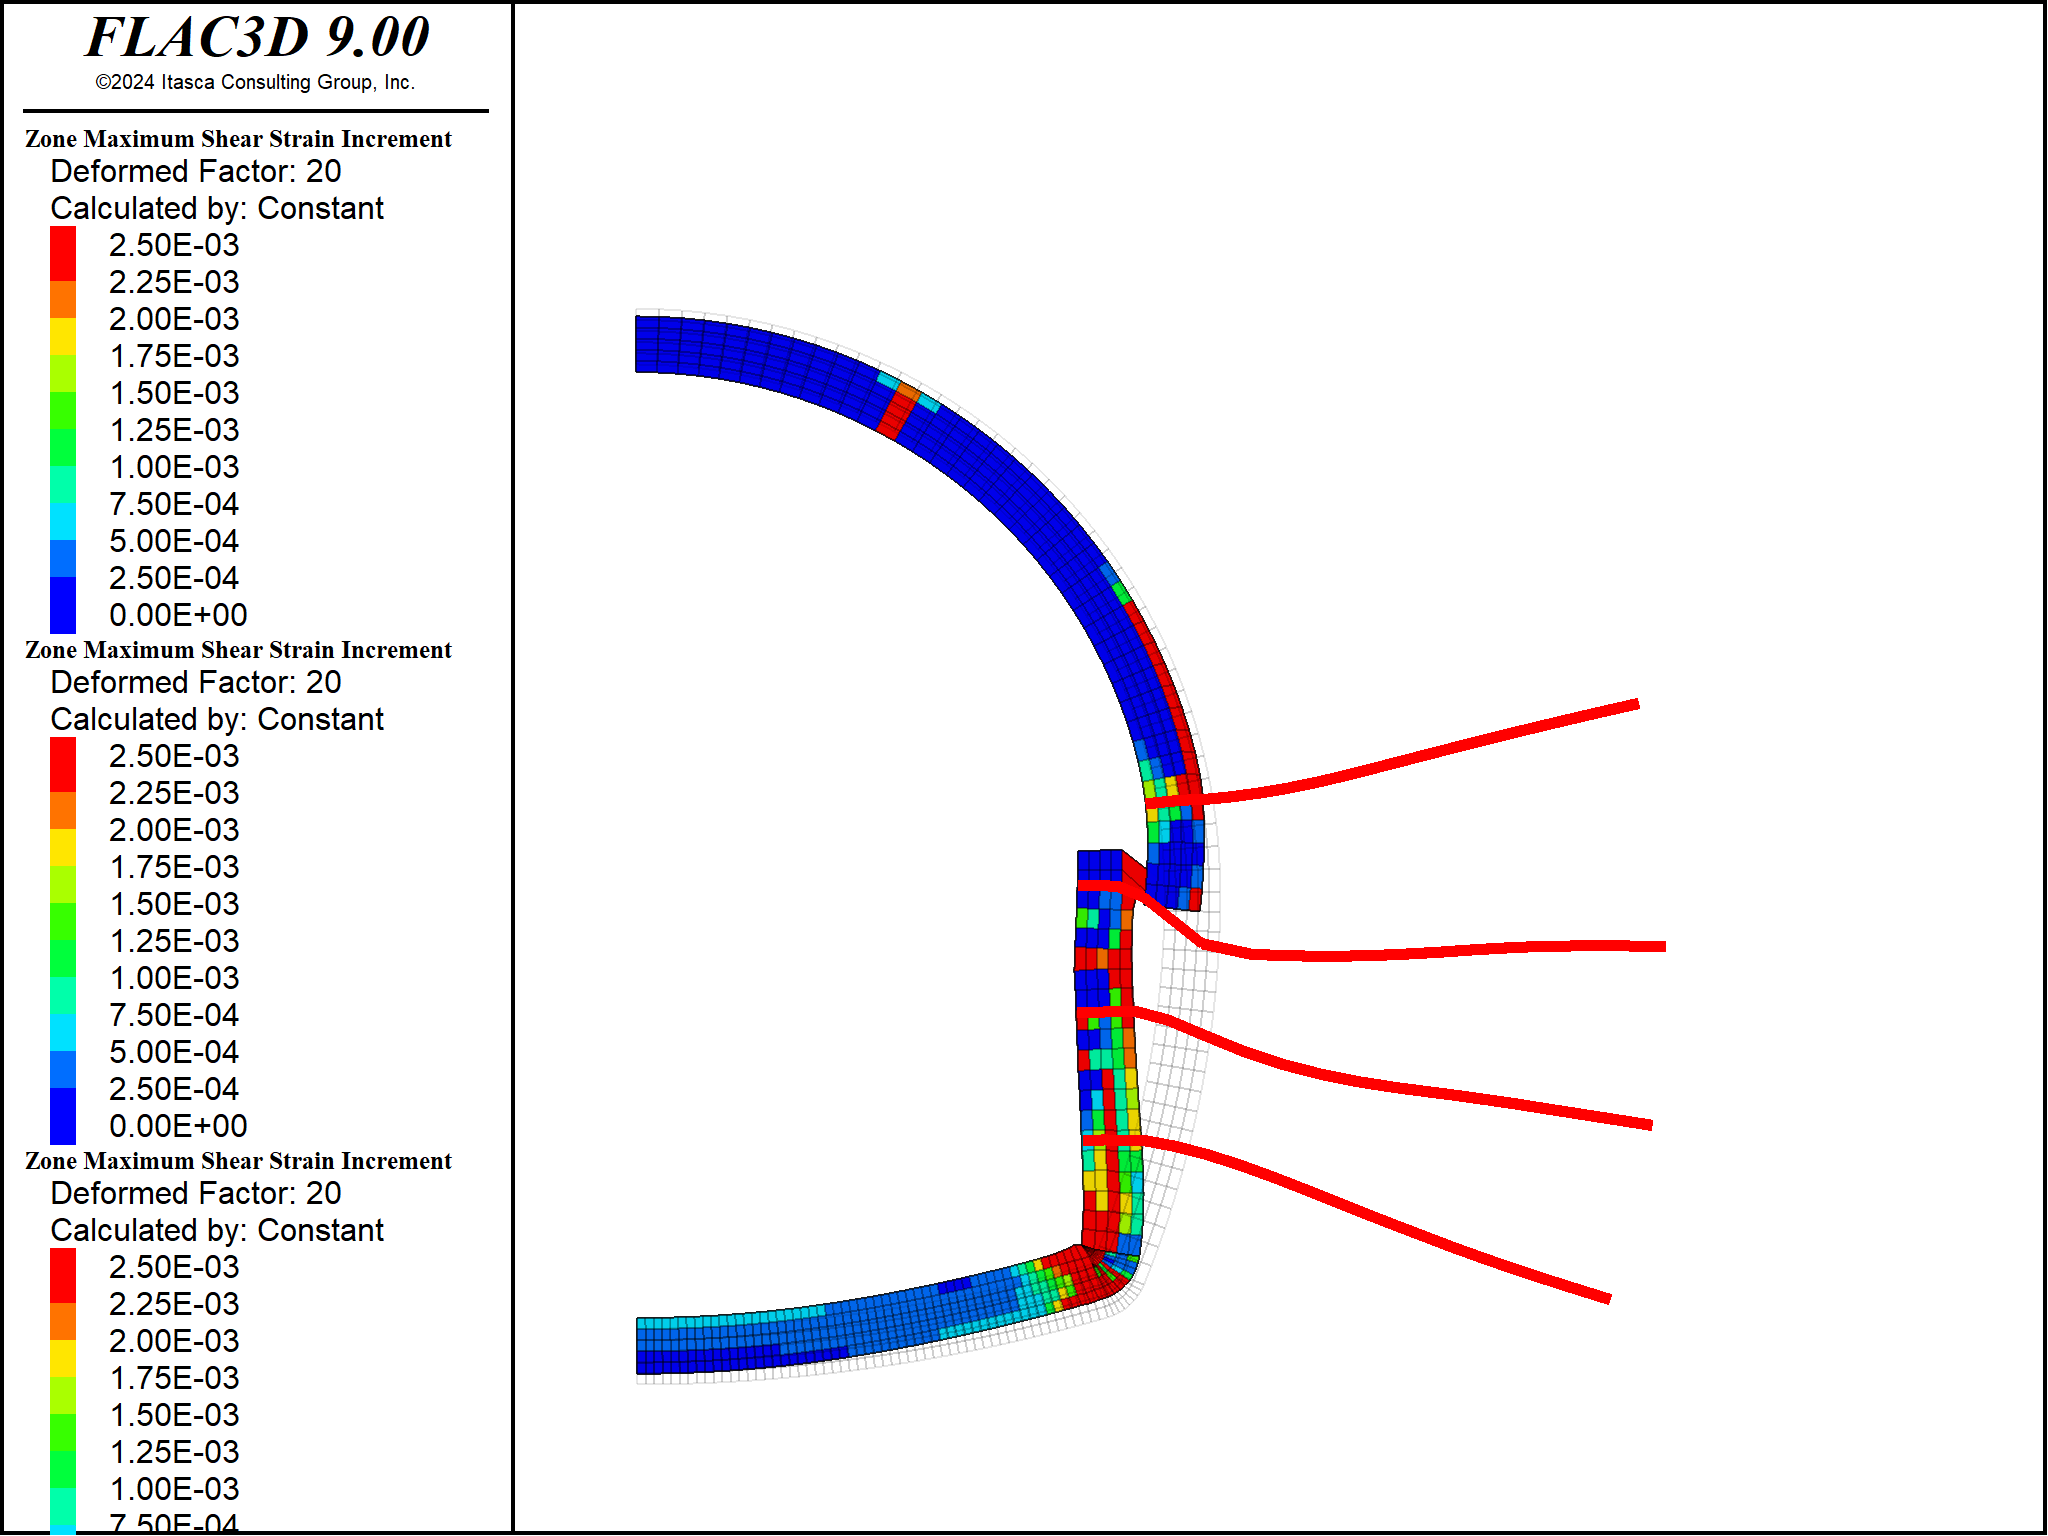 FLAC3D 9.00
©2024 Itasca Consulting Group, Inc.
Zone Maximum Shear Strain Increment
Deformed Factor: 20
Calculated by: Constant
2.50E-03
2.25E-03
2.00E-03
1.75E-03
1.50E-03
1.25E-03
1.00E-03
7.50E-04
5.00E-04
2.50E-04
0.00E+00
Zone Maximum Shear Strain Increment
Deformed Factor: 20
Calculated by: Constant
2.50E-03
2.25E-03
2.00E-03
1.75E-03
1.50E-03
1.25E-03
1.00E-03
7.50E-04
5.00E-04
2.50E-04
0.00E+00
Zone Maximum Shear Strain Increment
Deformed Factor: 20
Calculated by: Constant
2.50E-03
2.25E-03
2.00E-03
1.75E-03
1.50E-03
1.25E-03
1.00E-03
7.50E-04